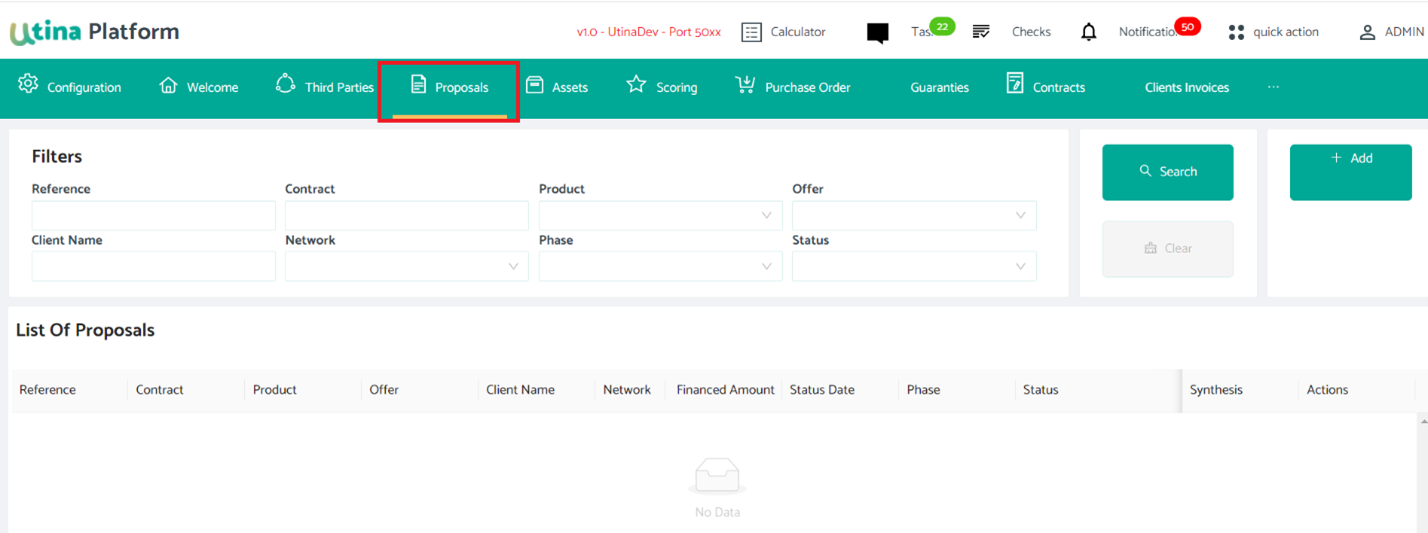 Utina Platform
v1.0 - UtinaDev - Port 50xx
Calculator
Tas 22
Checks
Notificatio 50
quick action
ADMIN
Configuration
Welcome
Third Parties
Proposals
Assets
Scoring
Purchase Order
Guaranties
Contracts
Clients Invoices
...
Filters
Reference Contract Product Offer
Client Name Network Phase Status
Search
Clear
+ Add
List Of Proposals
Reference Contract Product Offer Client Name Network Financed Amount Status Date Phase Status Synthesis Actions
No Data